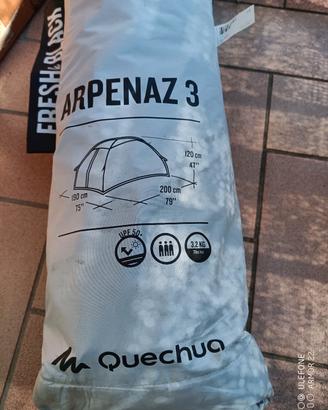 FRESH&BLACK
ARPENAZ 3
120 cm
47"
190 cm
75"
200 cm
79"
UPF 50+
3,2 KG
Quechua
ULEFONE
ARMOR 22